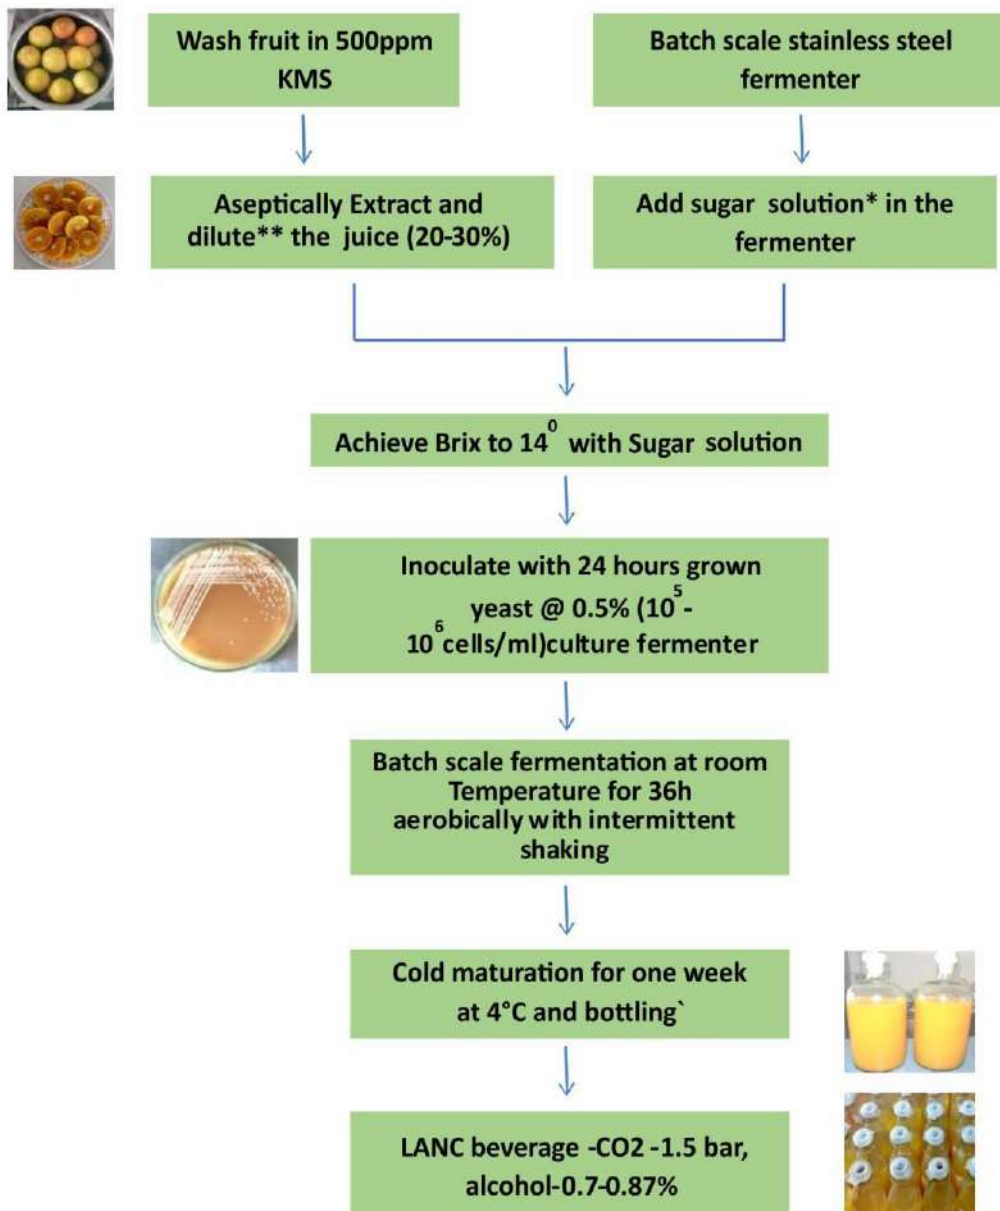 Wash fruit in 500ppm
KMS
Batch scale stainless steel
fermenter
Aseptically Extract and
dilute** the juice (20-30%)
Add sugar solution* in the
fermenter
Achieve Brix to 14⁰ with Sugar solution
Inoculate with 24 hours grown
yeast @ 0.5% (10⁵-
10⁶cells/ml)culture fermenter
Batch scale fermentation at room
Temperature for 36h
aerobically with intermittent
shaking
Cold maturation for one week
at 4°C and bottling`
LANC beverage -CO2 -1.5 bar,
alcohol-0.7-0.87%